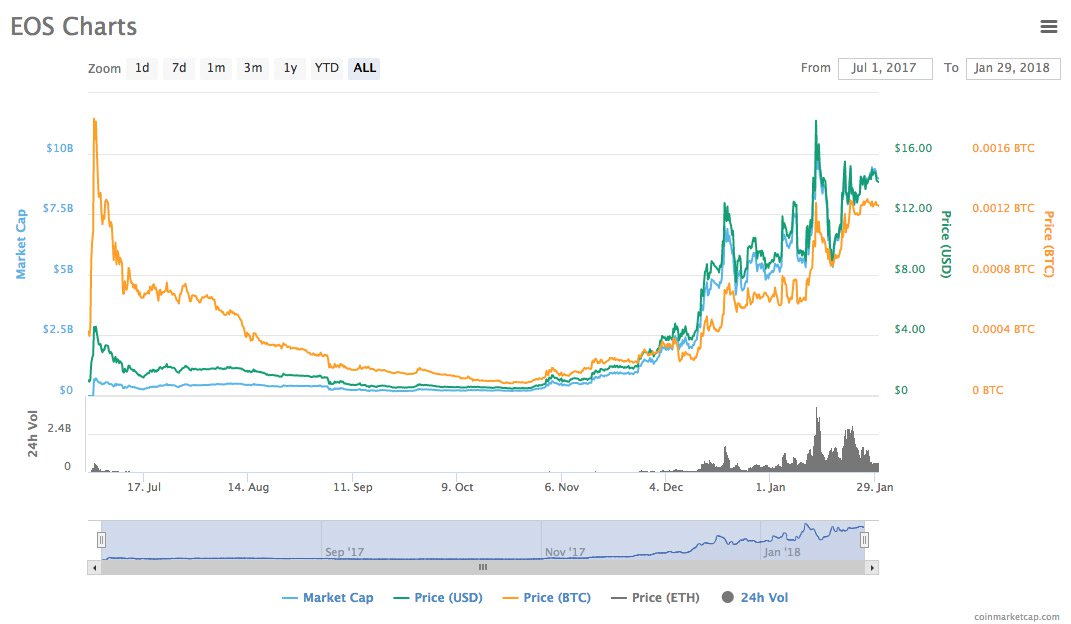 EOS Charts
Zoom 1d 7d 1m 3m 1y YTD ALL From Jul 1, 2017 To Jan 29, 2018
Market Cap
$10B
$7.5B
$5B
$2.5B
$0
$16.00
$12.00
$8.00
$4.00
$0
Price (USD)
0.0016 BTC
0.0012 BTC
0.0008 BTC
0.0004 BTC
0 BTC
Price (BTC)
24h Vol
2.4B
0
17. Jul 14. Aug 11. Sep 9. Oct 6. Nov 4. Dec 1. Jan 29. Jan
Sep '17 Nov '17 Jan '18
Market Cap Price (USD) Price (BTC) Price (ETH) 24h Vol
coinmarketcap.com